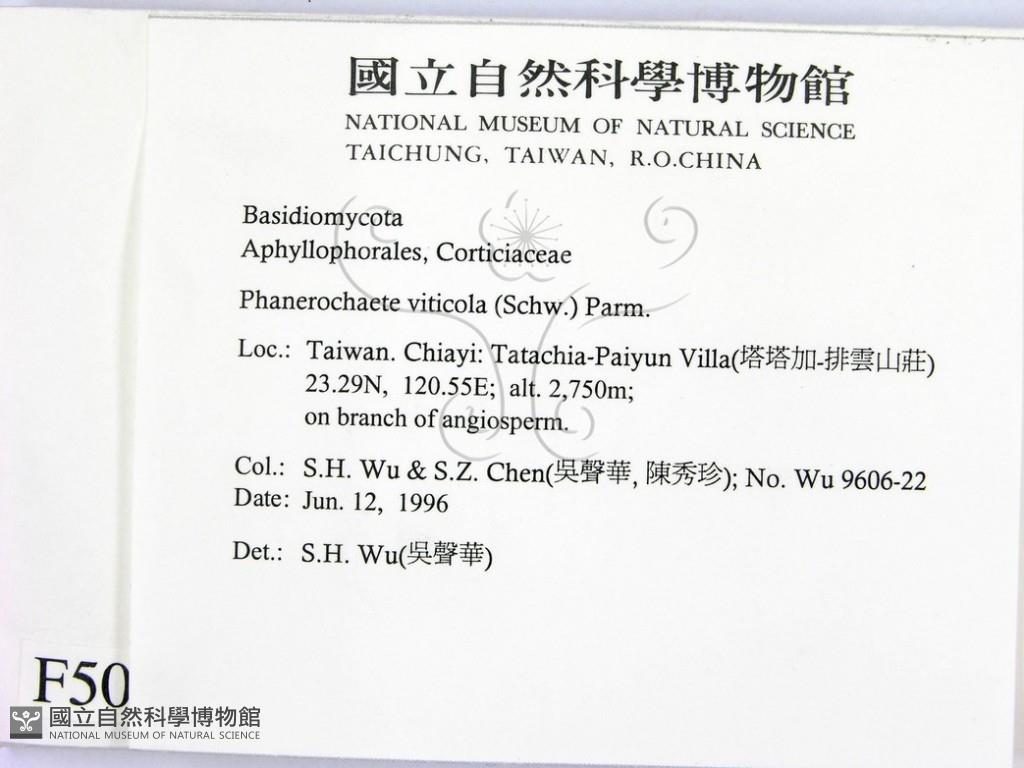 國立自然科學博物館
NATIONAL MUSEUM OF NATURAL SCIENCE
TAICHUNG, TAIWAN, R.O.CHINA
Basidiomycota
Aphyllophorales, Corticiaceae
Phanerochaete viticola (Schw.) Parm.
Loc.: Taiwan. Chiayi: Tatachia-Paiyun Villa(塔塔加-排雲山莊)
23.29N, 120.55E; alt. 2,750m;
on branch of angiosperm.
Col.: S.H. Wu & S.Z. Chen(吳聲華, 陳秀珍); No. Wu 9606-22
Date: Jun. 12, 1996
Det.: S.H. Wu(吳聲華)
F50
國立自然科學博物館
NATIONAL MUSEUM OF NATURAL SCIENCE